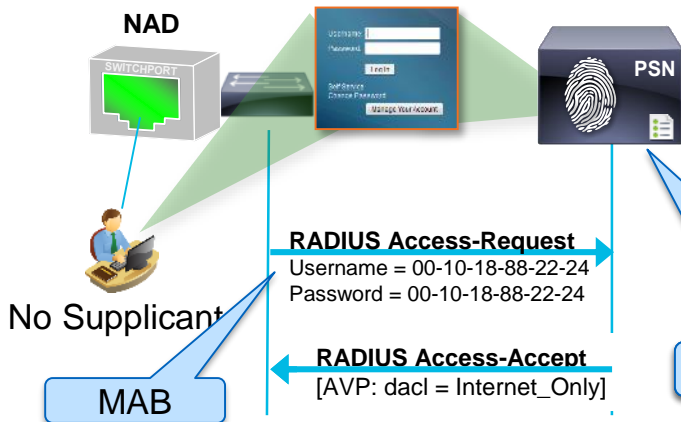 NAD
SWITCHPORT
Username
Password
Log In
Self Service
Change Password
Manage Your Account
PSN
RADIUS Access-Request
Username = 00-10-18-88-22-24
Password = 00-10-18-88-22-24
No Supplicant
RADIUS Access-Accept
[AVP: dacl = Internet_Only]
MAB